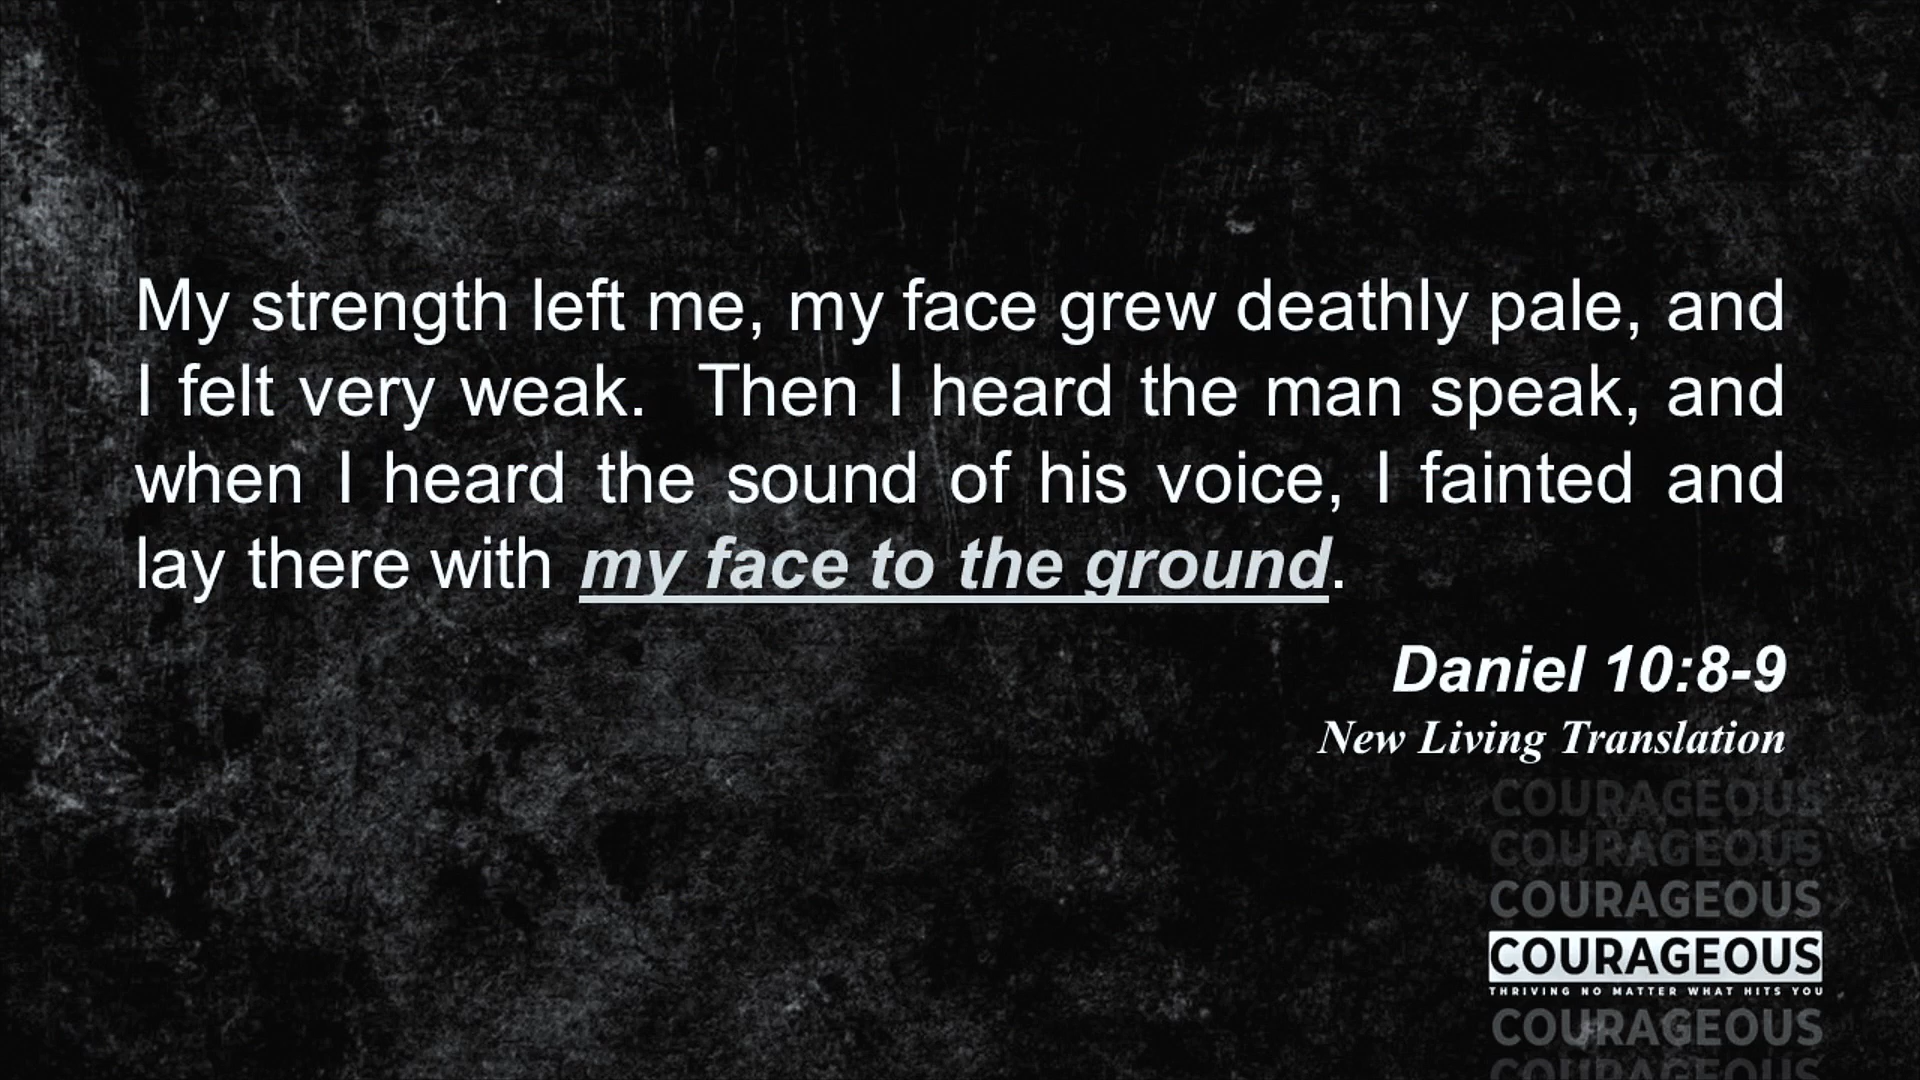 My strength left me, my face grew deathly pale, and
I felt very weak.  Then I heard the man speak, and
when I heard the sound of his voice, I fainted and
lay there with my face to the ground.
Daniel 10:8-9
New Living Translation
COURAGEOUS
COURAGEOUS
COURAGEOUS
COURAGEOUS
THRIVING NO MATTER WHAT HITS YOU
COURAGEOUS
COURAGEOUS